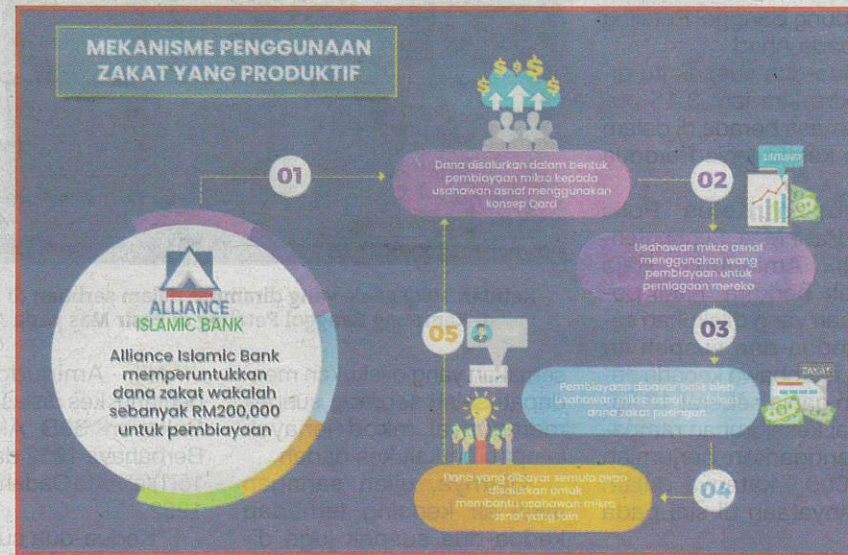 MEKANISME PENGGUNAAN
ZAKAT YANG PRODUKTIF
01
Dana disalurkan dalam bentuk
pembiayaan mikro kepada
usahawan asnaf menggunakan
konsep Qard
02
UNTUNG
Usahawan mikro asnaf
menggunakan wang
pembiayaan untuk
perniagaan mereka
ALLIANCE
ISLAMIC BANK
Alliance Islamic Bank
memperuntukkan
dana zakat wakalah
sebanyak RM200,000
untuk pembiayaan
03
ZAKAT
Pembiayaan dibayar balik oleh
usahawan mikro asnaf ke dalam
dana zakat pusingan
04
Dana yang dibayar semula akan
disalurkan untuk
membantu usahawan mikro
asnaf yang lain
05